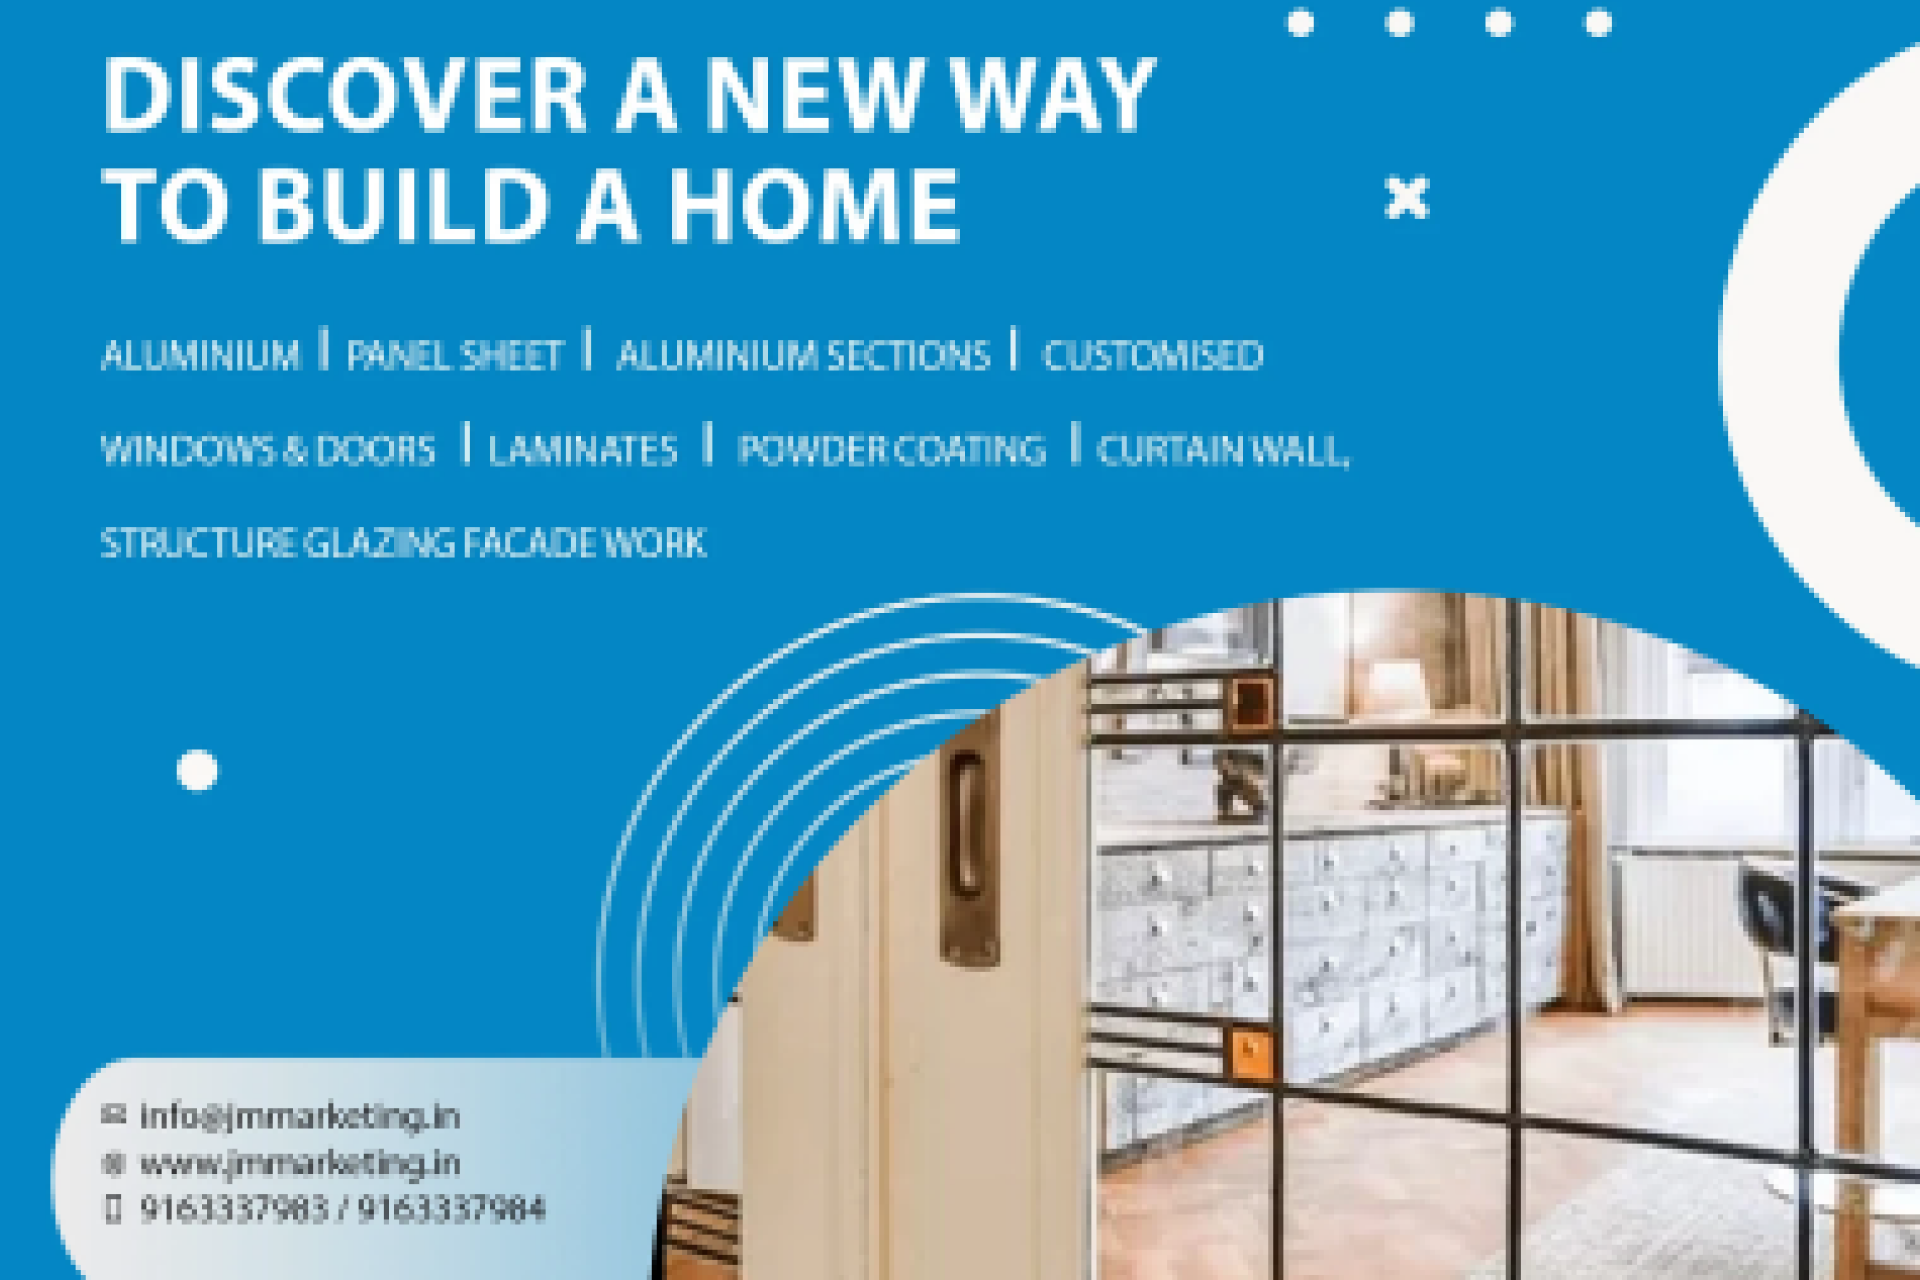 DISCOVER A NEW WAY
TO BUILD A HOME
ALUMINIUM | PANEL SHEET | ALUMINIUM SECTIONS | CUSTOMISED
WINDOWS & DOORS | LAMINATES | POWDER COATING | CURTAIN WALL,
STRUCTURE GLAZING FACADE WORK
info@jmmarketing.in
www.jmmarketing.in
9163337983 / 9163337984